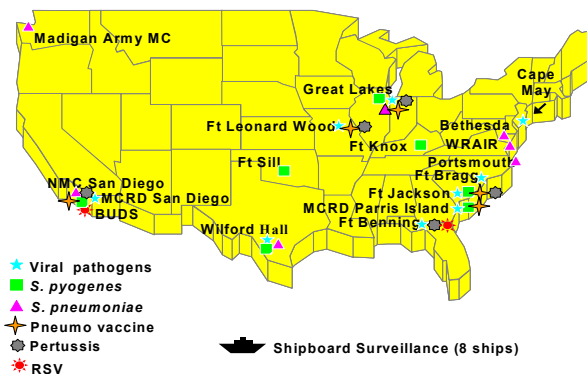 Madigan Army MC
Great Lakes
Cape
May
Ft Leonard Wood
Bethesda
Ft Knox
WRAIR
Portsmouth
Ft Sill
Ft Bragg
NMC San Diego
MCRD San Diego
BUDS
Ft Jackson
MCRD Parris Island
Ft Benning
Wilford Hall
Viral pathogens
S. pyogenes
S. pneumoniae
Pneumo vaccine
Pertussis
RSV
Shipboard Surveillance (8 ships)